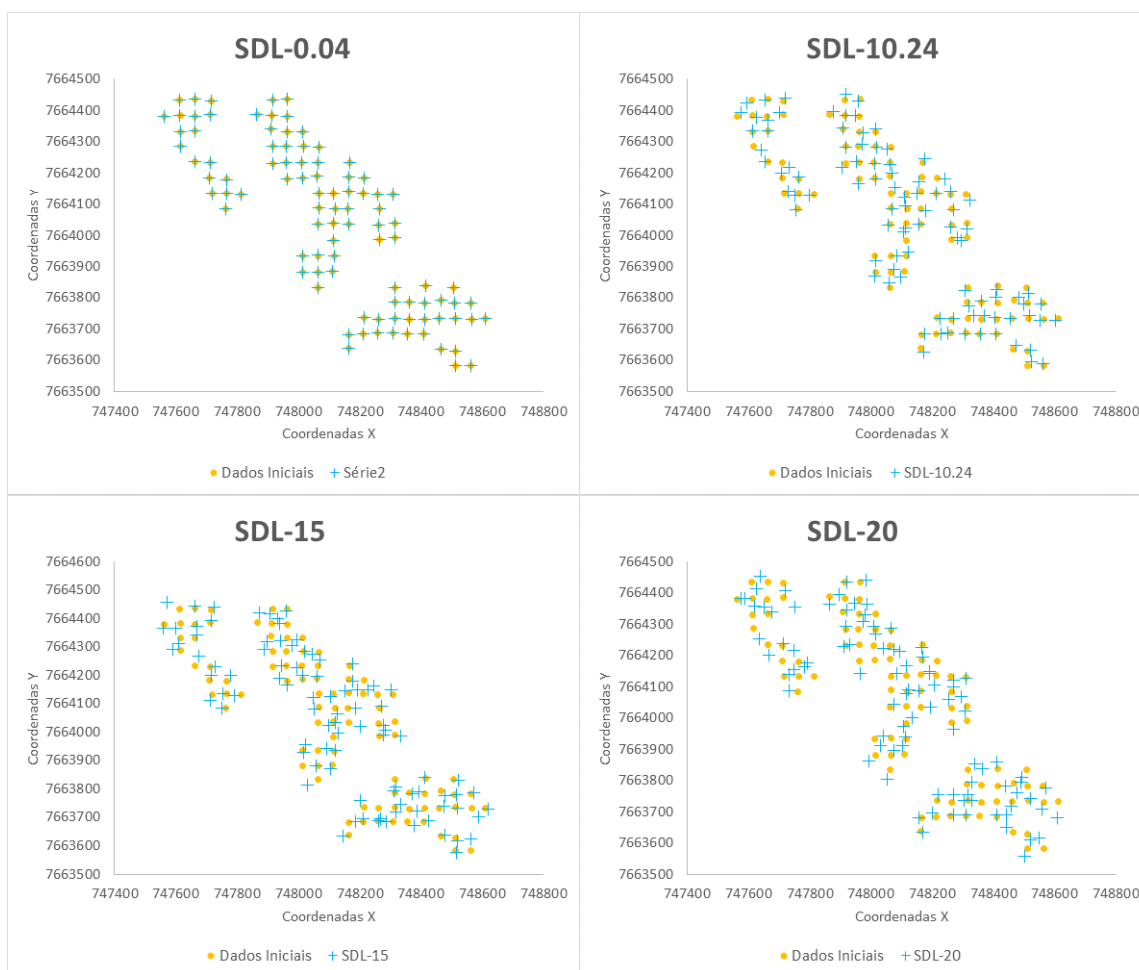 SDL-0.04
7664500
7664400
7664300
7664200
7664100
7664000
7663900
7663800
7663700
7663600
7663500
Coordenadas Y
747400 747600 747800 748000 748200 748400 748600 748800
Coordenadas X
Dados Iniciais Série2
SDL-10.24
7664500
7664400
7664300
7664200
7664100
7664000
7663900
7663800
7663700
7663600
7663500
Coordenadas Y
747400 747600 747800 748000 748200 748400 748600 748800
Coordenadas X
Dados Iniciais SDL-10.24
SDL-15
7664600
7664500
7664400
7664300
7664200
7664100
7664000
7663900
7663800
7663700
7663600
7663500
Coordenadas Y
747400 747600 747800 748000 748200 748400 748600 748800
Coordenadas X
Dados Iniciais SDL-15
SDL-20
7664500
7664400
7664300
7664200
7664100
7664000
7663900
7663800
7663700
7663600
7663500
Coordenadas Y
747400 747600 747800 748000 748200 748400 748600 748800
Coordenadas X
Dados Iniciais SDL-20